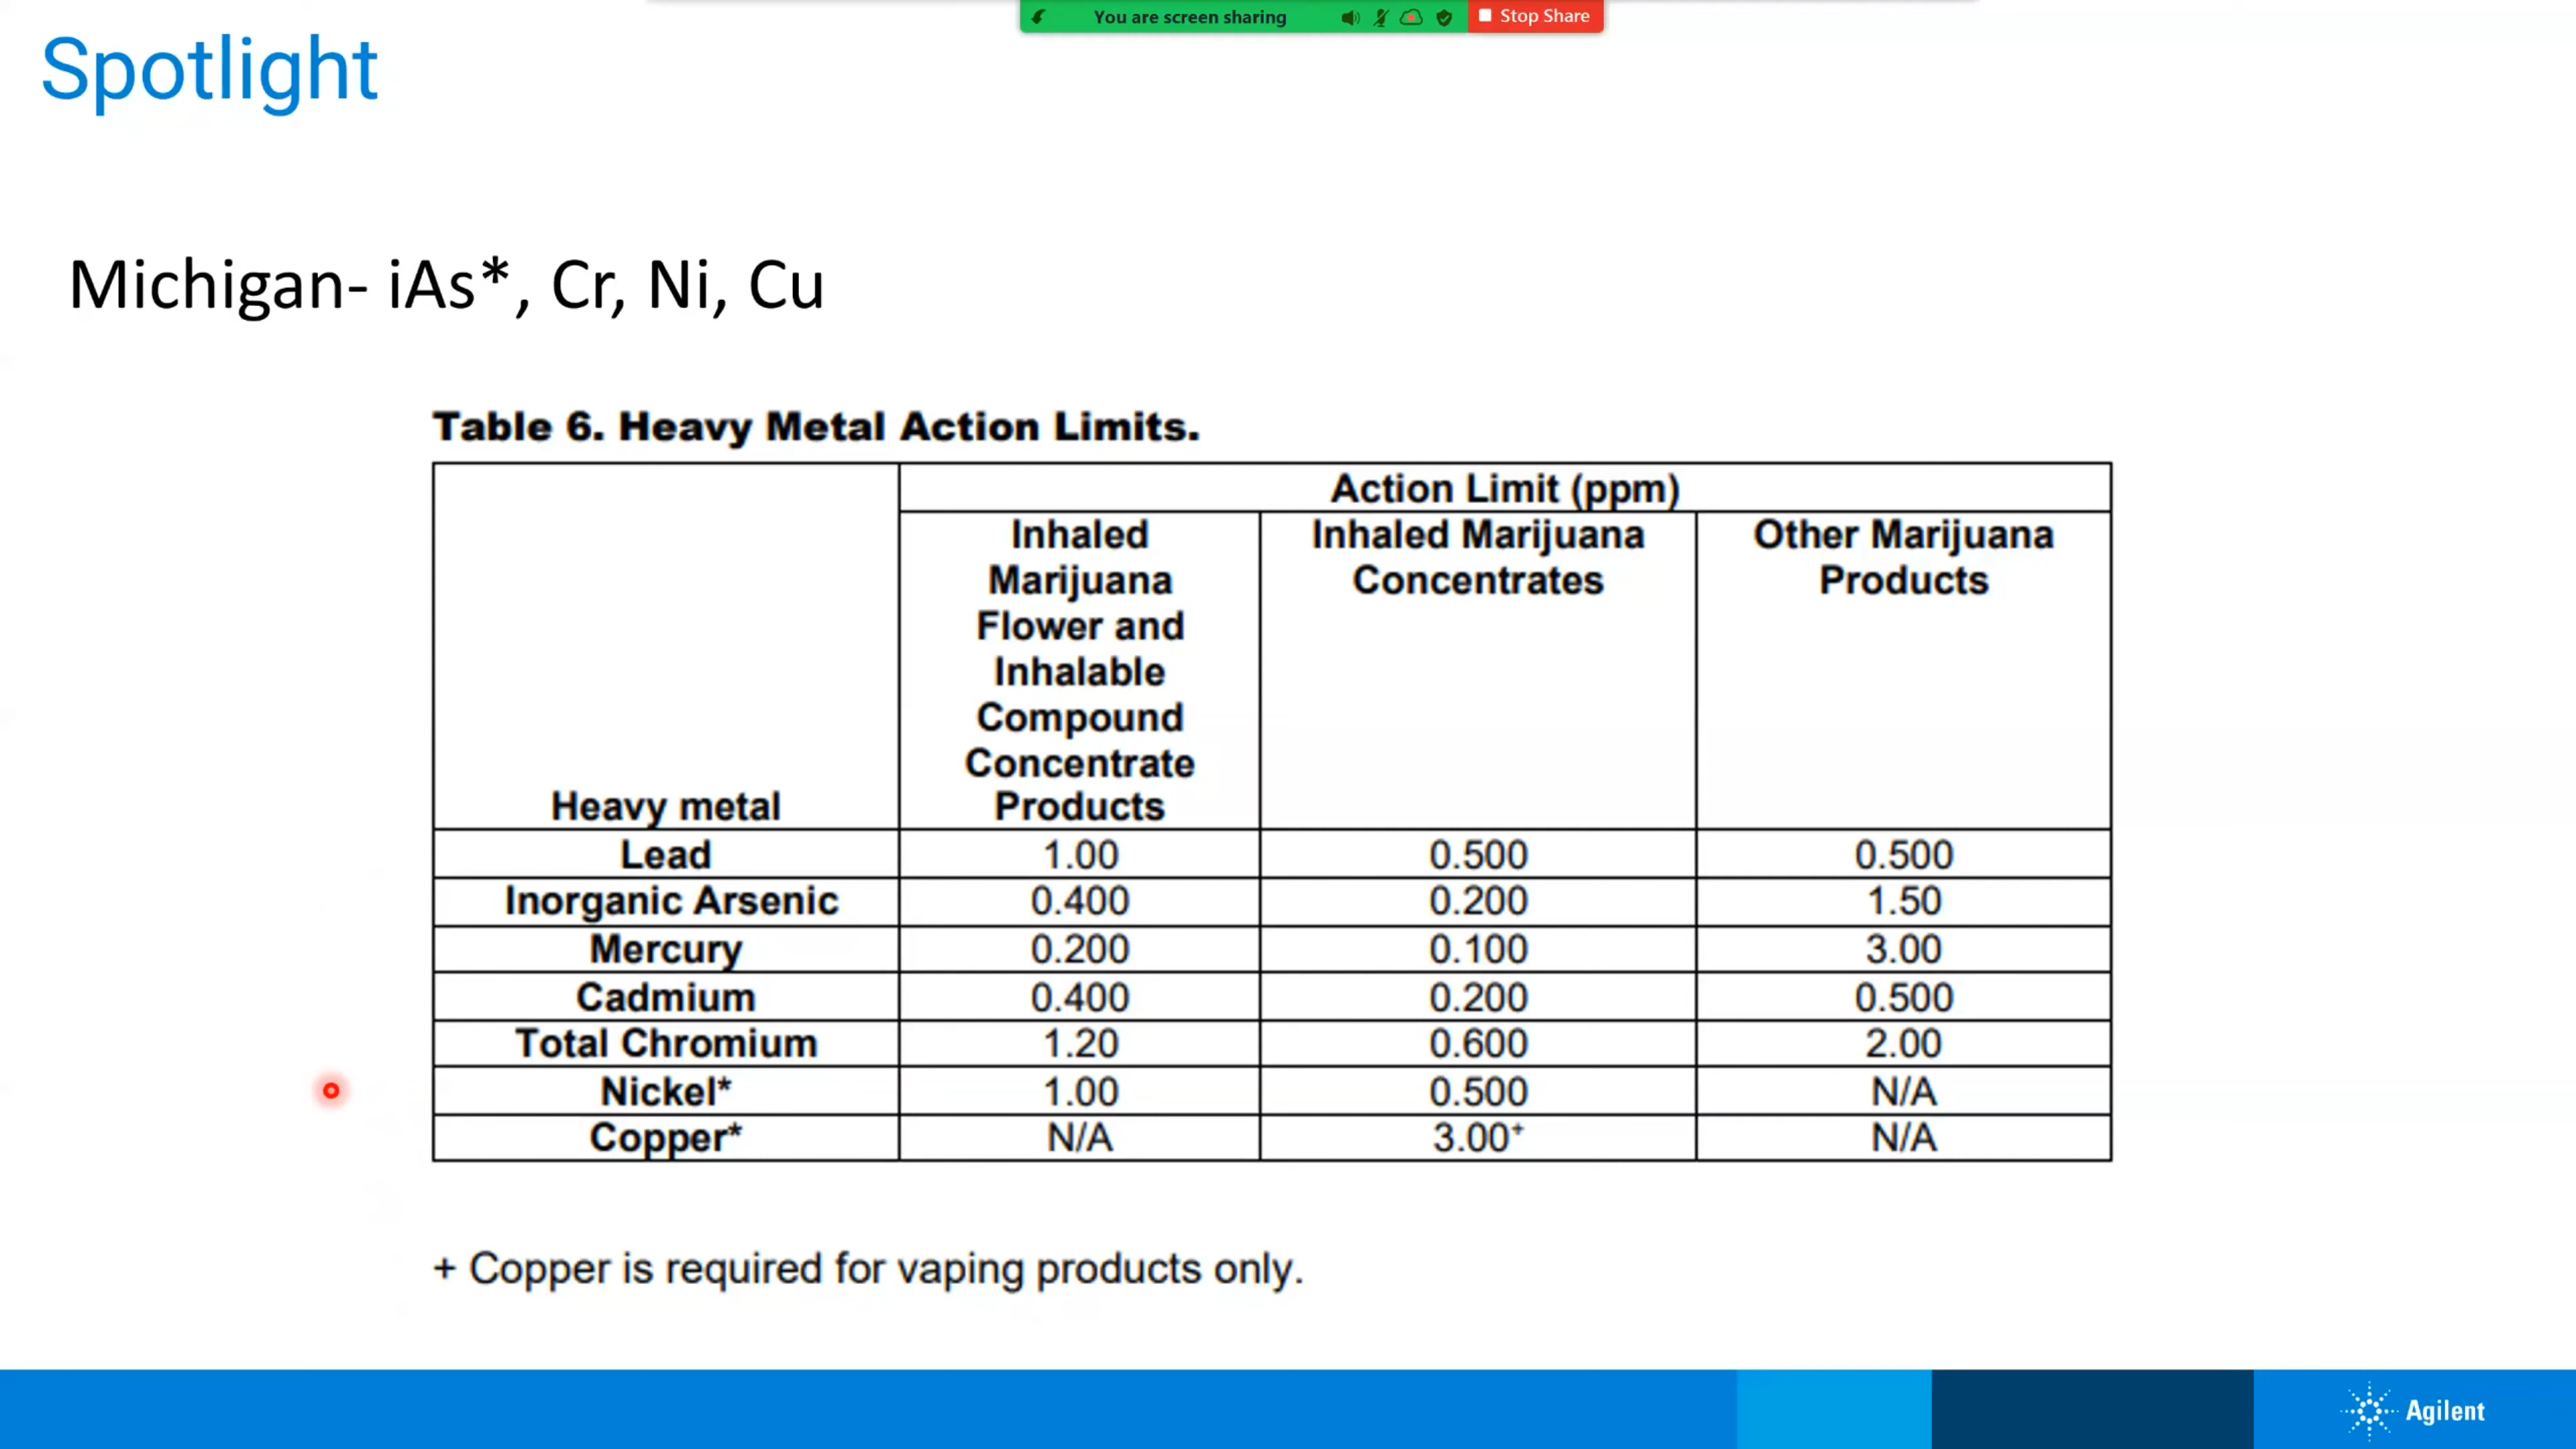 You are screen sharing
Stop Share
Spotlight
Michigan- iAs*, Cr, Ni, Cu
Table 6. Heavy Metal Action Limits.
Action Limit (ppm)
Heavy metal
Inhaled
Marijuana
Flower and
Inhalable
Compound
Concentrate
Products
Inhaled Marijuana
Concentrates
Other Marijuana
Products
Lead 1.00 0.500 0.500
Inorganic Arsenic 0.400 0.200 1.50
Mercury 0.200 0.100 3.00
Cadmium 0.400 0.200 0.500
Total Chromium 1.20 0.600 2.00
Nickel* 1.00 0.500 N/A
Copper* N/A 3.00⁺ N/A
+ Copper is required for vaping products only.
Agilent